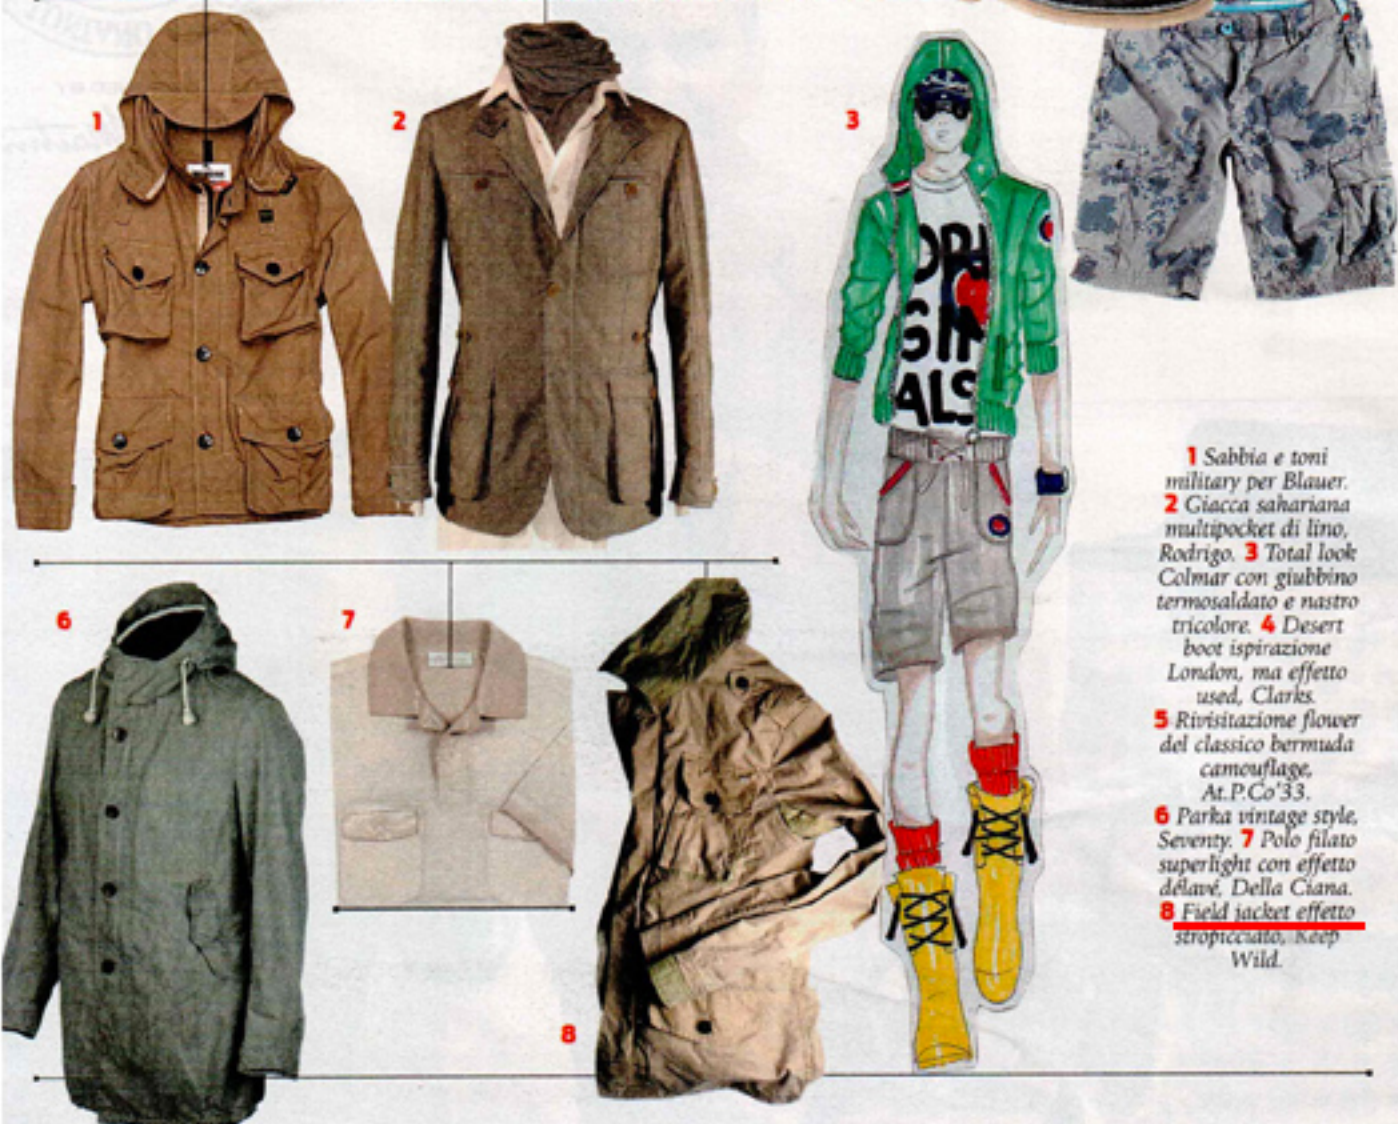 1
2
3
OPI
GIN
ALS
1 Sabbia e toni
military per Blauer.
2 Giacca sahariana
multipocket di lino,
Rodrigo. 3 Total look
Colmar con giubbino
termosaldato e nastro
tricolore. 4 Desert
boot ispirazione
London, ma effetto
used, Clarks.
5 Rivisitazione flower
del classico bermuda
camouflage,
At.P.Co'33.
6 Parka vintage style,
Seventy. 7 Polo filato
superlight con effetto
délavé, Della Ciana.
8 Field jacket effetto
stropicciato, Keep
Wild.
6
7
8